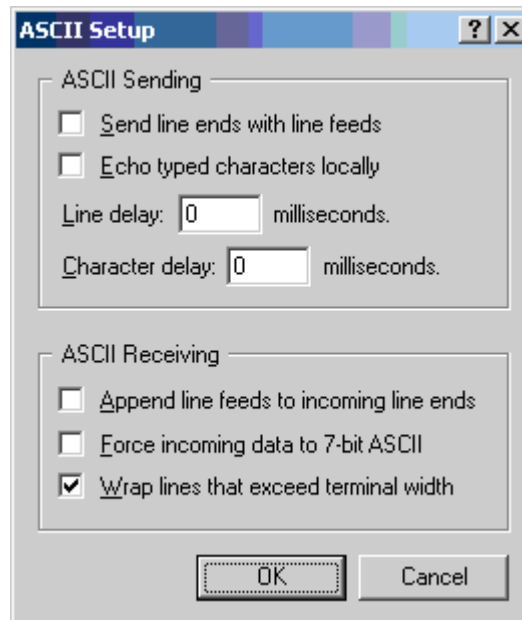 ASCII Setup
ASCII Sending
Send line ends with line feeds
Echo typed characters locally
Line delay: 0 milliseconds.
Character delay: 0 milliseconds.
ASCII Receiving
Append line feeds to incoming line ends
Force incoming data to 7-bit ASCII
Wrap lines that exceed terminal width
OK Cancel